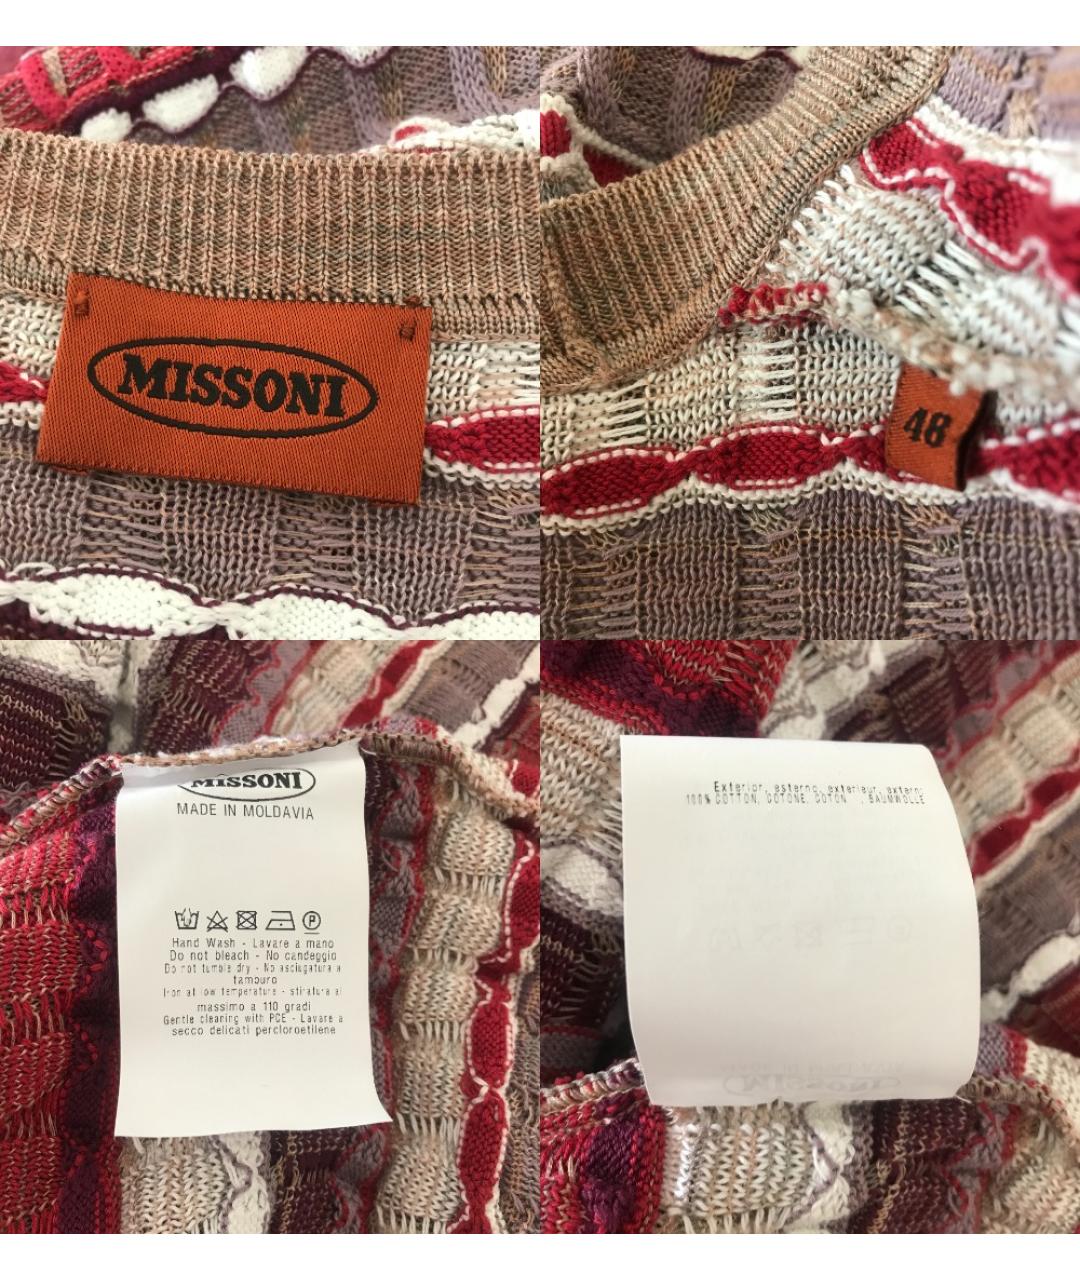 MISSONI
48
MISSONI
MADE IN MOLDAVIA
Hand Wash - Lavare a mano
Do not bleach - No candeggio
Do not tumble dry - No asciugatura a
tamburo
Iron at low temperature - stiratura al
massimo a 110 gradi
Gentle cleaning with PCE - Lavare a
secco delicati percloroetilene
P
Exterior, esterno, exterieur, extern:
100% COTTON, COTONE, COTON , BAUMWOLLE